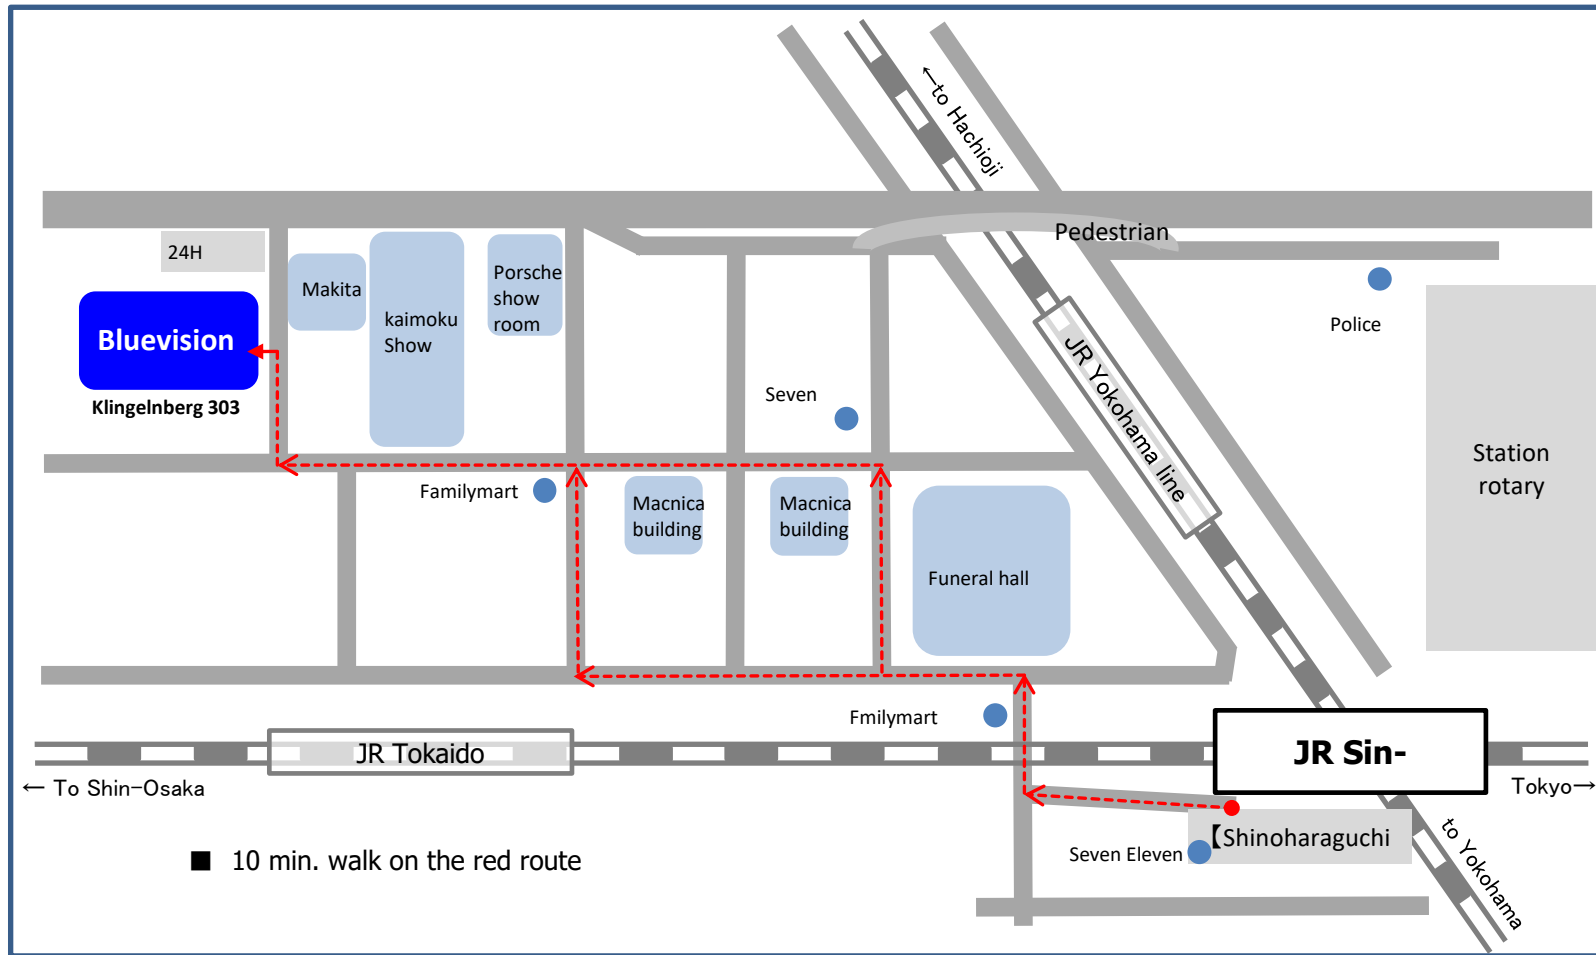 ←to Hachioji
Pedestrian
24H
Makita
kaimoku
Show
Porsche
show
room
Police
Bluevision
Klingelnberg 303
JR Yokohama line
Seven
Station
rotary
Familymart
Macnica
building
Macnica
building
Funeral hall
Fmilymart
JR Tokaido
JR Sin-
← To Shin-Osaka
Tokyo→
【Shinoharaguchi
Seven Eleven
to Yokohama
■ 10 min. walk on the red route